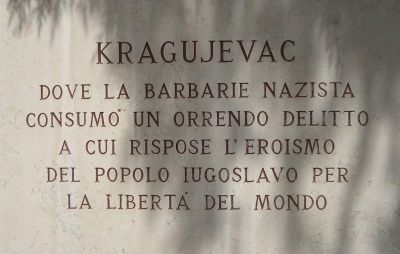 KRAGUJEVAC
DOVE LA BARBARIE NAZISTA
CONSUMÒ UN ORRENDO DELITTO
A CUI RISPOSE L'EROISMO
DEL POPOLO IUGOSLAVO PER
LA LIBERTÀ DEL MONDO